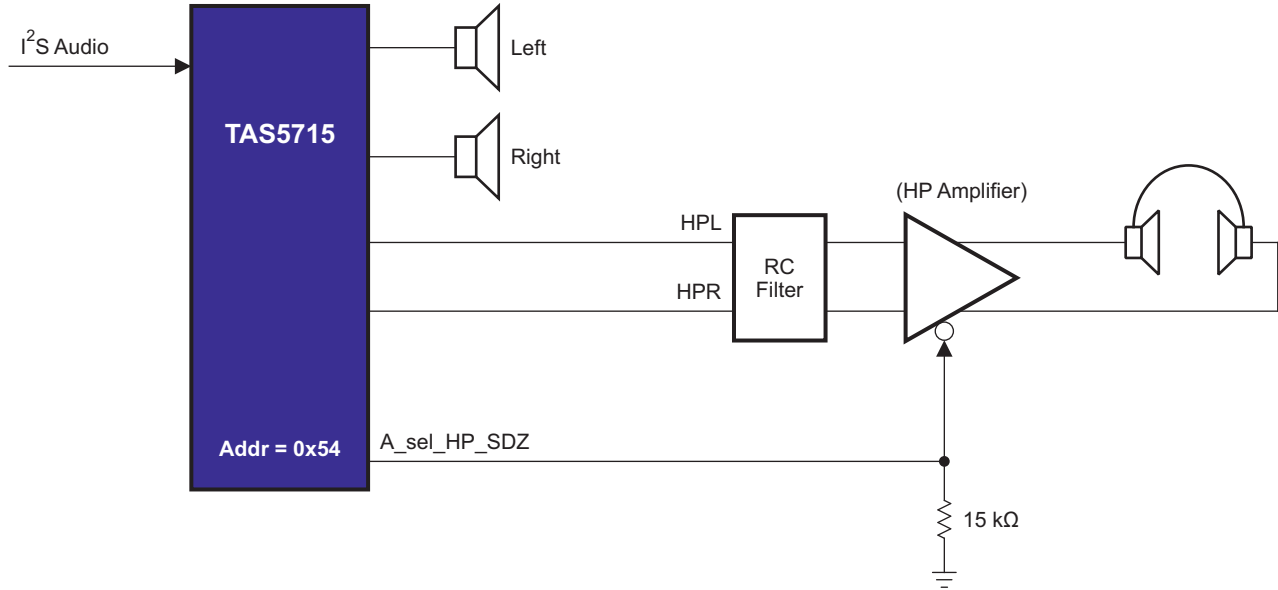 I²S Audio
TAS5715
Left
Right
(HP Amplifier)
HPL
HPR
RC
Filter
Addr = 0x54
A_sel_HP_SDZ
15 kΩ